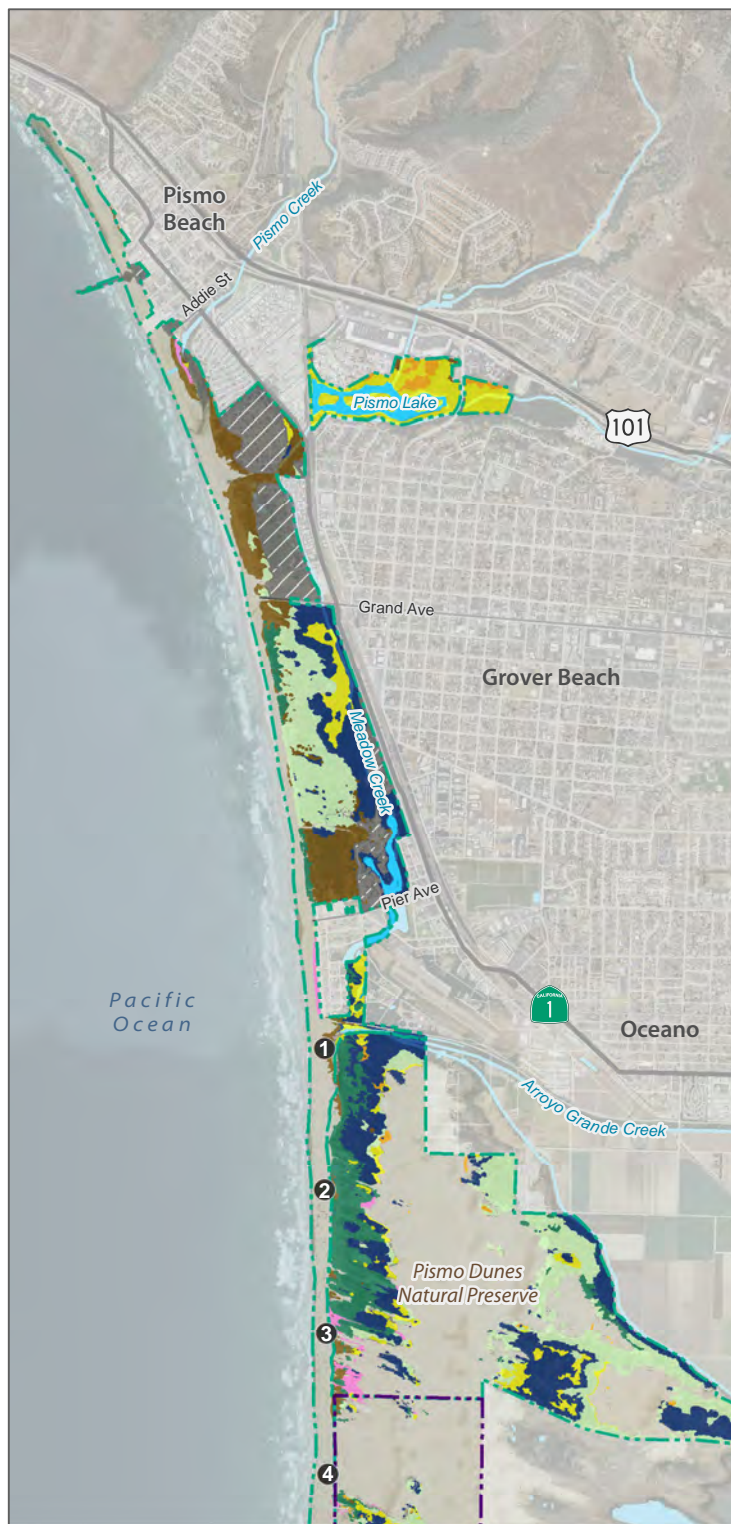 Pismo
Beach
Pismo Creek
Addie St
Pismo Lake
101
Grand Ave
Grover Beach
Meadow Creek
Pier Ave
Pacific
Ocean
CALIFORNIA
1
Oceano
1
Arroyo Grande Creek
2
Pismo Dunes
Natural Preserve
3
4